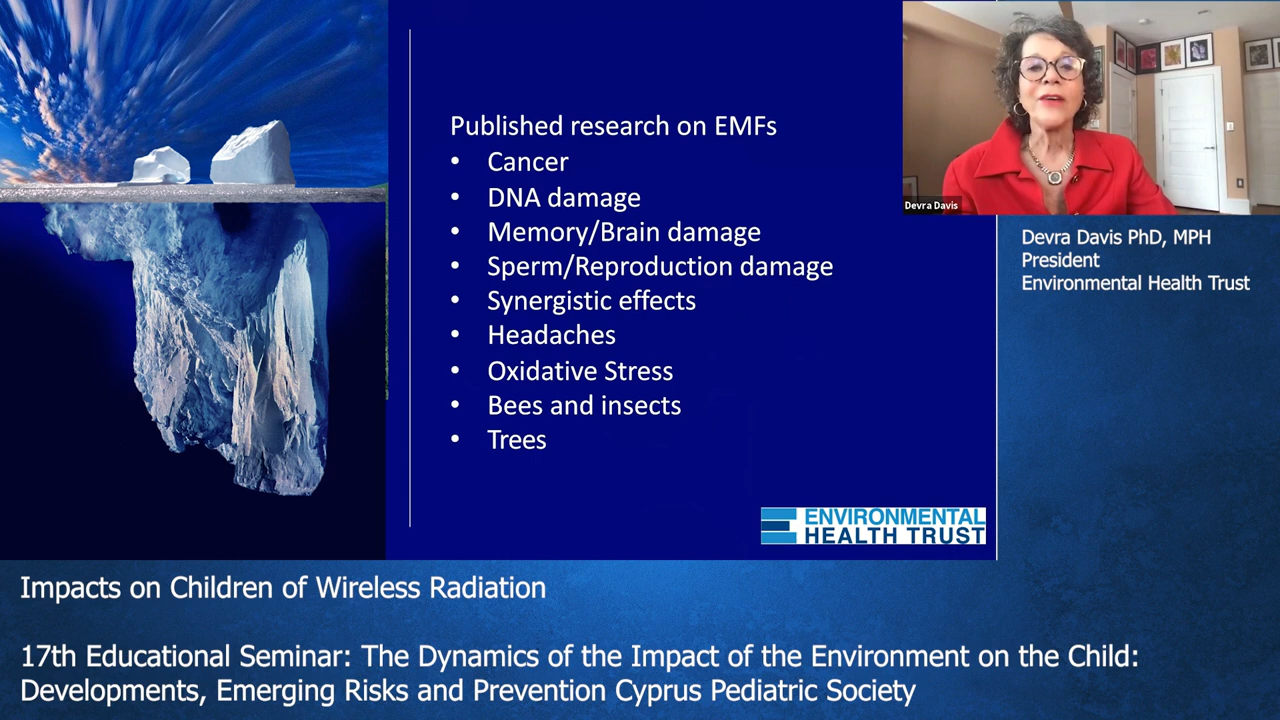 Published research on EMFs
• Cancer
• DNA damage
• Memory/Brain damage
• Sperm/Reproduction damage
• Synergistic effects
• Headaches
• Oxidative Stress
• Bees and insects
• Trees
ENVIRONMENTAL
HEALTH TRUST
Devra Davis
Devra Davis PhD, MPH
President
Environmental Health Trust
Impacts on Children of Wireless Radiation
17th Educational Seminar: The Dynamics of the Impact of the Environment on the Child:
Developments, Emerging Risks and Prevention Cyprus Pediatric Society